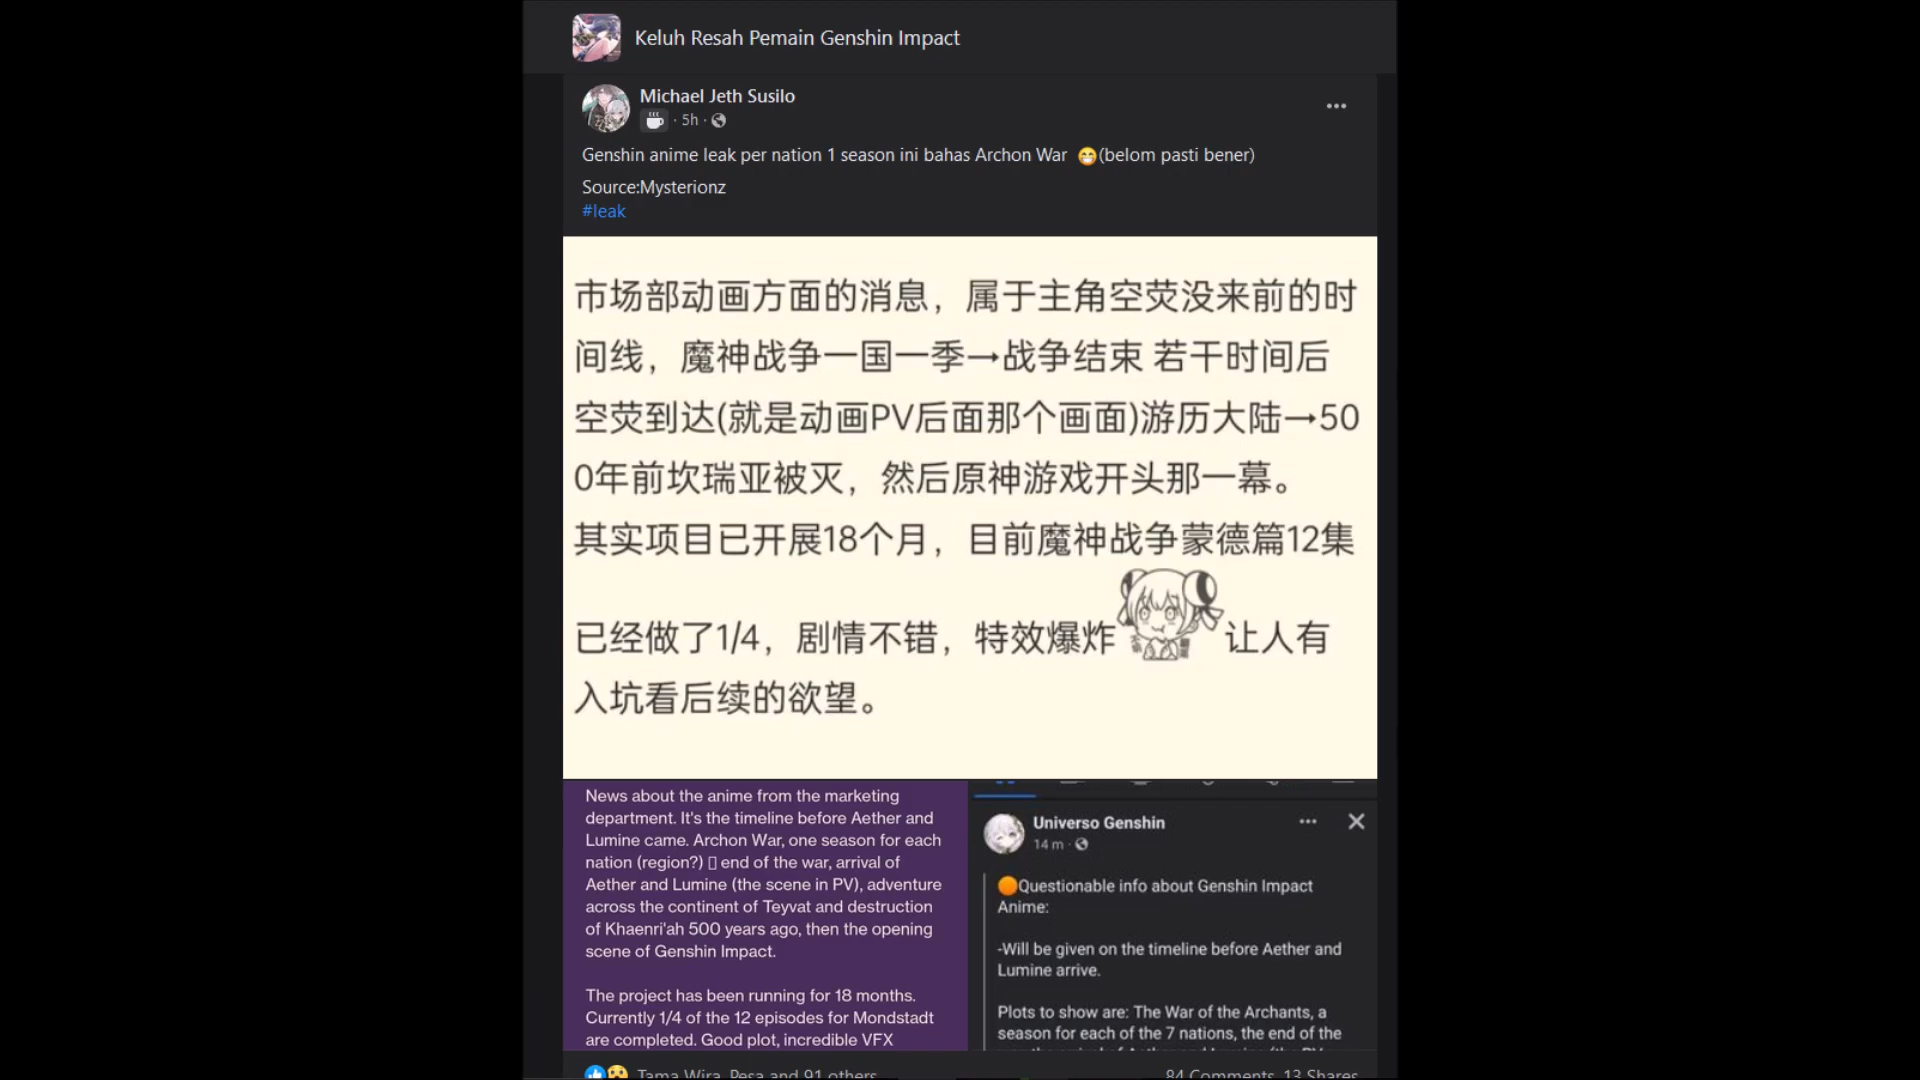 Keluh Resah Pemain Genshin Impact
Michael Jeth Susilo
· 5h ·
Genshin anime leak per nation 1 season ini bahas Archon War 😁(belom pasti bener)
Source:Mysterionz
#leak
市场部动画方面的消息，属于主角空荧没来前的时
间线，魔神战争一国一季→战争结束 若干时间后
空荧到达(就是动画PV后面那个画面)游历大陆→50
0年前坎瑞亚被灭，然后原神游戏开头那一幕。
其实项目已开展18个月，目前魔神战争蒙德篇12集
已经做了1/4，剧情不错，特效爆炸 让人有
入坑看后续的欲望。
News about the anime from the marketing
department. It's the timeline before Aether and
Lumine came. Archon War, one season for each
nation (region?) ▯ end of the war, arrival of
Aether and Lumine (the scene in PV), adventure
across the continent of Teyvat and destruction
of Khaenri'ah 500 years ago, then the opening
scene of Genshin Impact.
The project has been running for 18 months.
Currently 1/4 of the 12 episodes for Mondstadt
are completed. Good plot, incredible VFX
Universo Genshin
14 m ·
🟠Questionable info about Genshin Impact
Anime:
-Will be given on the timeline before Aether and
Lumine arrive.
Plots to show are: The War of the Archants, a
season for each of the 7 nations, the end of the
Tama Wira, Pesa and 91 others
84 Comments 13 Shares